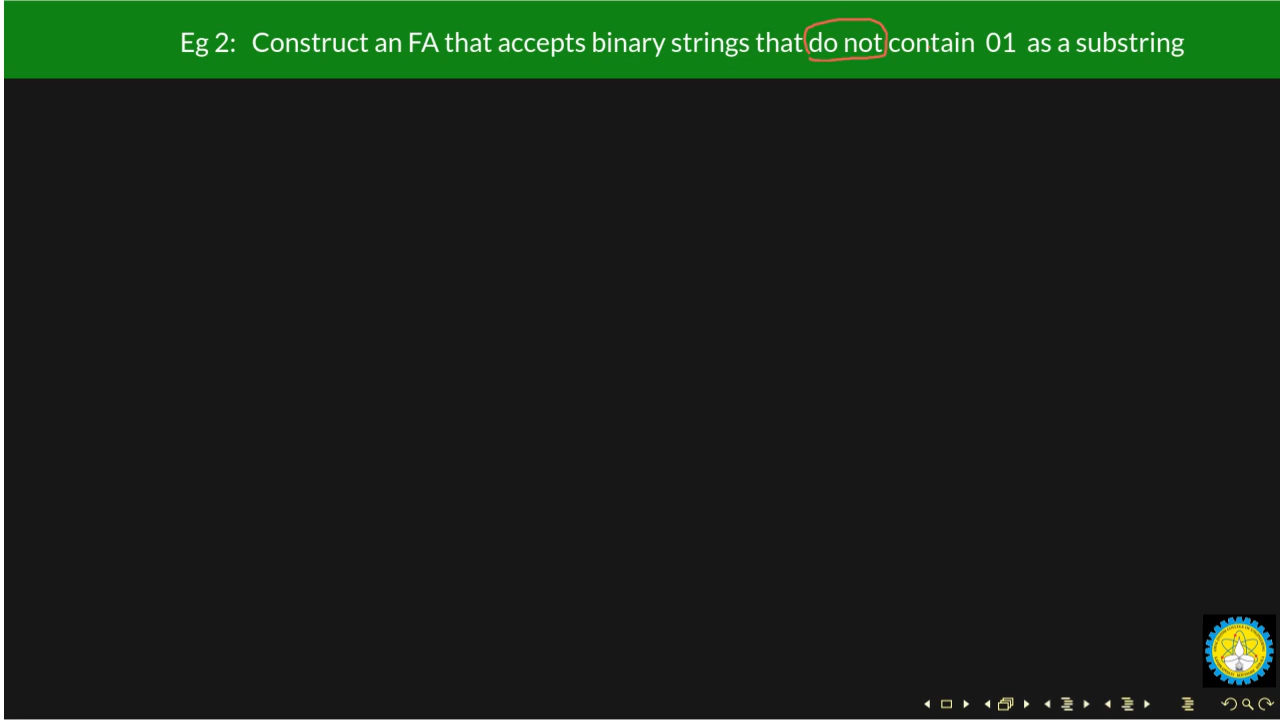 Eg 2: Construct an FA that accepts binary strings that do not contain 01 as a substring